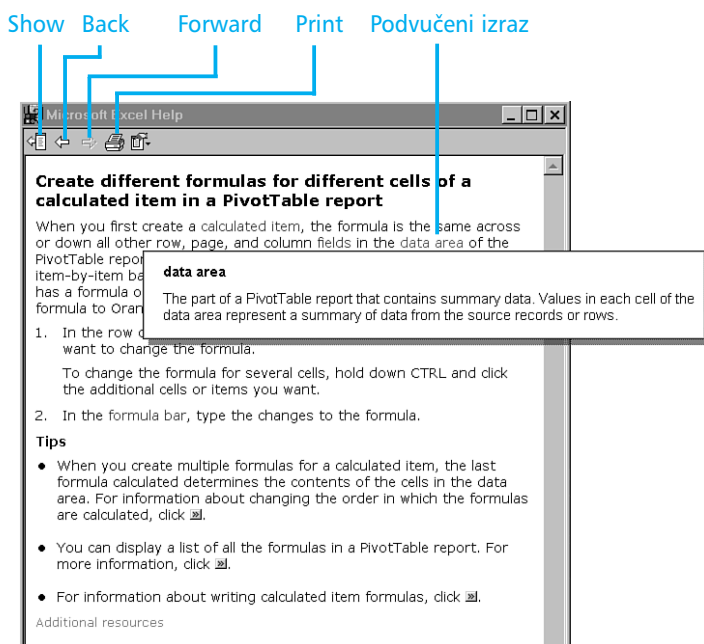 Show Back Forward Print Podvučeni izraz
Microsoft Excel Help
Create different formulas for different cells of a
calculated item in a PivotTable report
When you first create a calculated item, the formula is the same across
or down all other row, page, and column fields in the data area of the
PivotTable repor
item-by-item ba
has a formula o
formula to Oran
data area
The part of a PivotTable report that contains summary data. Values in each cell of the
data area represent a summary of data from the source records or rows.
1. In the row
want to change the formula.
To change the formula for several cells, hold down CTRL and click
the additional cells or items you want.
2. In the formula bar, type the changes to the formula.
Tips
• When you create multiple formulas for a calculated item, the last
formula calculated determines the contents of the cells in the data
area. For information about changing the order in which the formulas
are calculated, click .
• You can display a list of all the formulas in a PivotTable report. For
more information, click .
• For information about writing calculated item formulas, click .
Additional resources